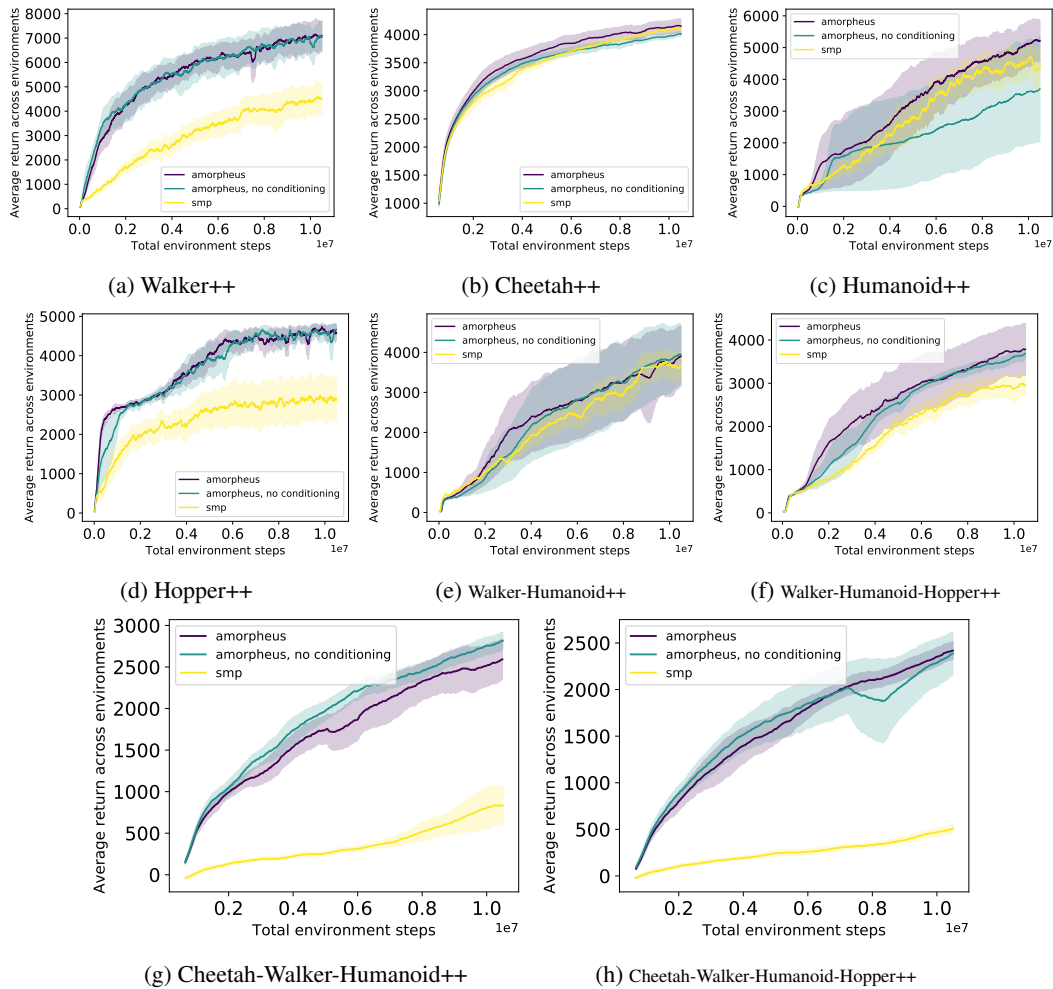 Average return across environments
7000
6000
5000
4000
3000
2000
1000
0
amorpheus
amorpheus, no conditioning
smp
0.0 0.2 0.4 0.6 0.8 1.0
Total environment steps
1e7
(a) Walker++
Average return across environments
4000
3500
3000
2500
2000
1500
1000
amorpheus
amorpheus, no conditioning
smp
0.2 0.4 0.6 0.8 1.0
Total environment steps
1e7
(b) Cheetah++
Average return across environments
6000
5000
4000
3000
2000
1000
0
amorpheus
amorpheus, no conditioning
smp
0.0 0.2 0.4 0.6 0.8 1.0
Total environment steps
1e7
(c) Humanoid++
Average return across environments
5000
4000
3000
2000
1000
0
amorpheus
amorpheus, no conditioning
smp
0.0 0.2 0.4 0.6 0.8 1.0
Total environment steps
1e7
(d) Hopper++
Average return across environments
4000
3000
2000
1000
0
amorpheus
amorpheus, no conditioning
smp
0.0 0.2 0.4 0.6 0.8 1.0
Total environment steps
1e7
(e) Walker-Humanoid++
Average return across environments
4000
3000
2000
1000
0
amorpheus
amorpheus, no conditioning
smp
0.0 0.2 0.4 0.6 0.8 1.0
Total environment steps
1e7
(f) Walker-Humanoid-Hopper++
Average return across environments
3000
2500
2000
1500
1000
500
0
amorpheus
amorpheus, no conditioning
smp
0.2 0.4 0.6 0.8 1.0
Total environment steps
1e7
(g) Cheetah-Walker-Humanoid++
Average return across environments
2500
2000
1500
1000
500
0
amorpheus
amorpheus, no conditioning
smp
0.2 0.4 0.6 0.8 1.0
Total environment steps
1e7
(h) Cheetah-Walker-Humanoid-Hopper++